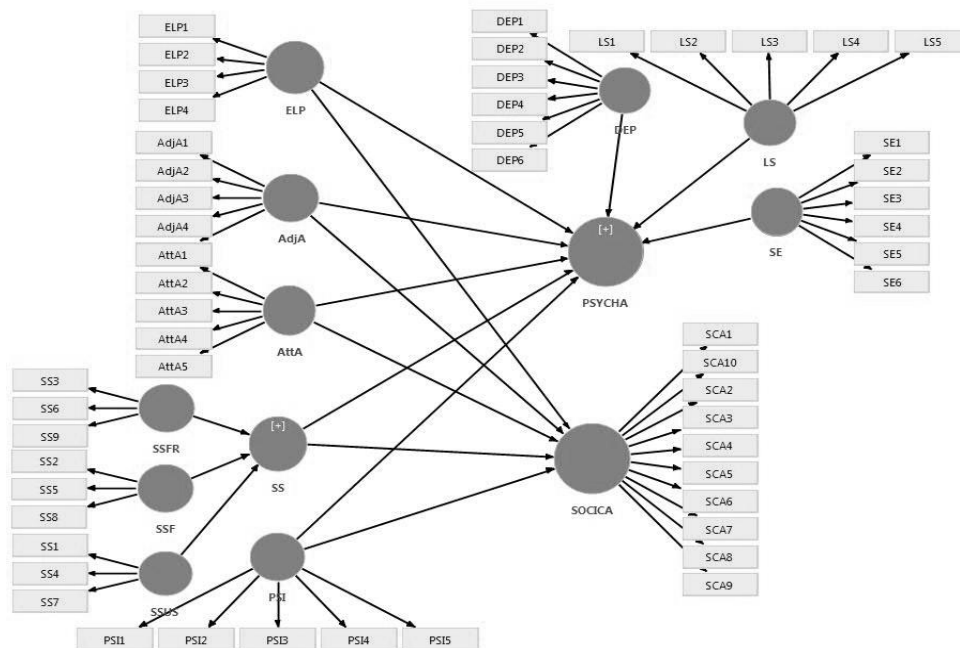 ELP1
ELP2
ELP3
ELP4
ELP
AdjA1
AdjA2
AdjA3
AdjA4
AdjA
AttA1
AttA2
AttA3
AttA4
AttA5
AttA
SS3
SS6
SS9
SSFR
SS2
SS5
SS8
SSF
SS1
SS4
SS7
SSUS
[+]
SS
PSI
PSI1
PSI2
PSI3
PSI4
PSI5
DEP1
DEP2
DEP3
DEP4
DEP5
DEP6
DEP
LS1
LS2
LS3
LS4
LS5
LS
SE1
SE2
SE3
SE4
SE5
SE6
SE
[+]
PSYCHA
SCA1
SCA10
SCA2
SCA3
SCA4
SCA5
SCA6
SCA7
SCA8
SCA9
SOCICA